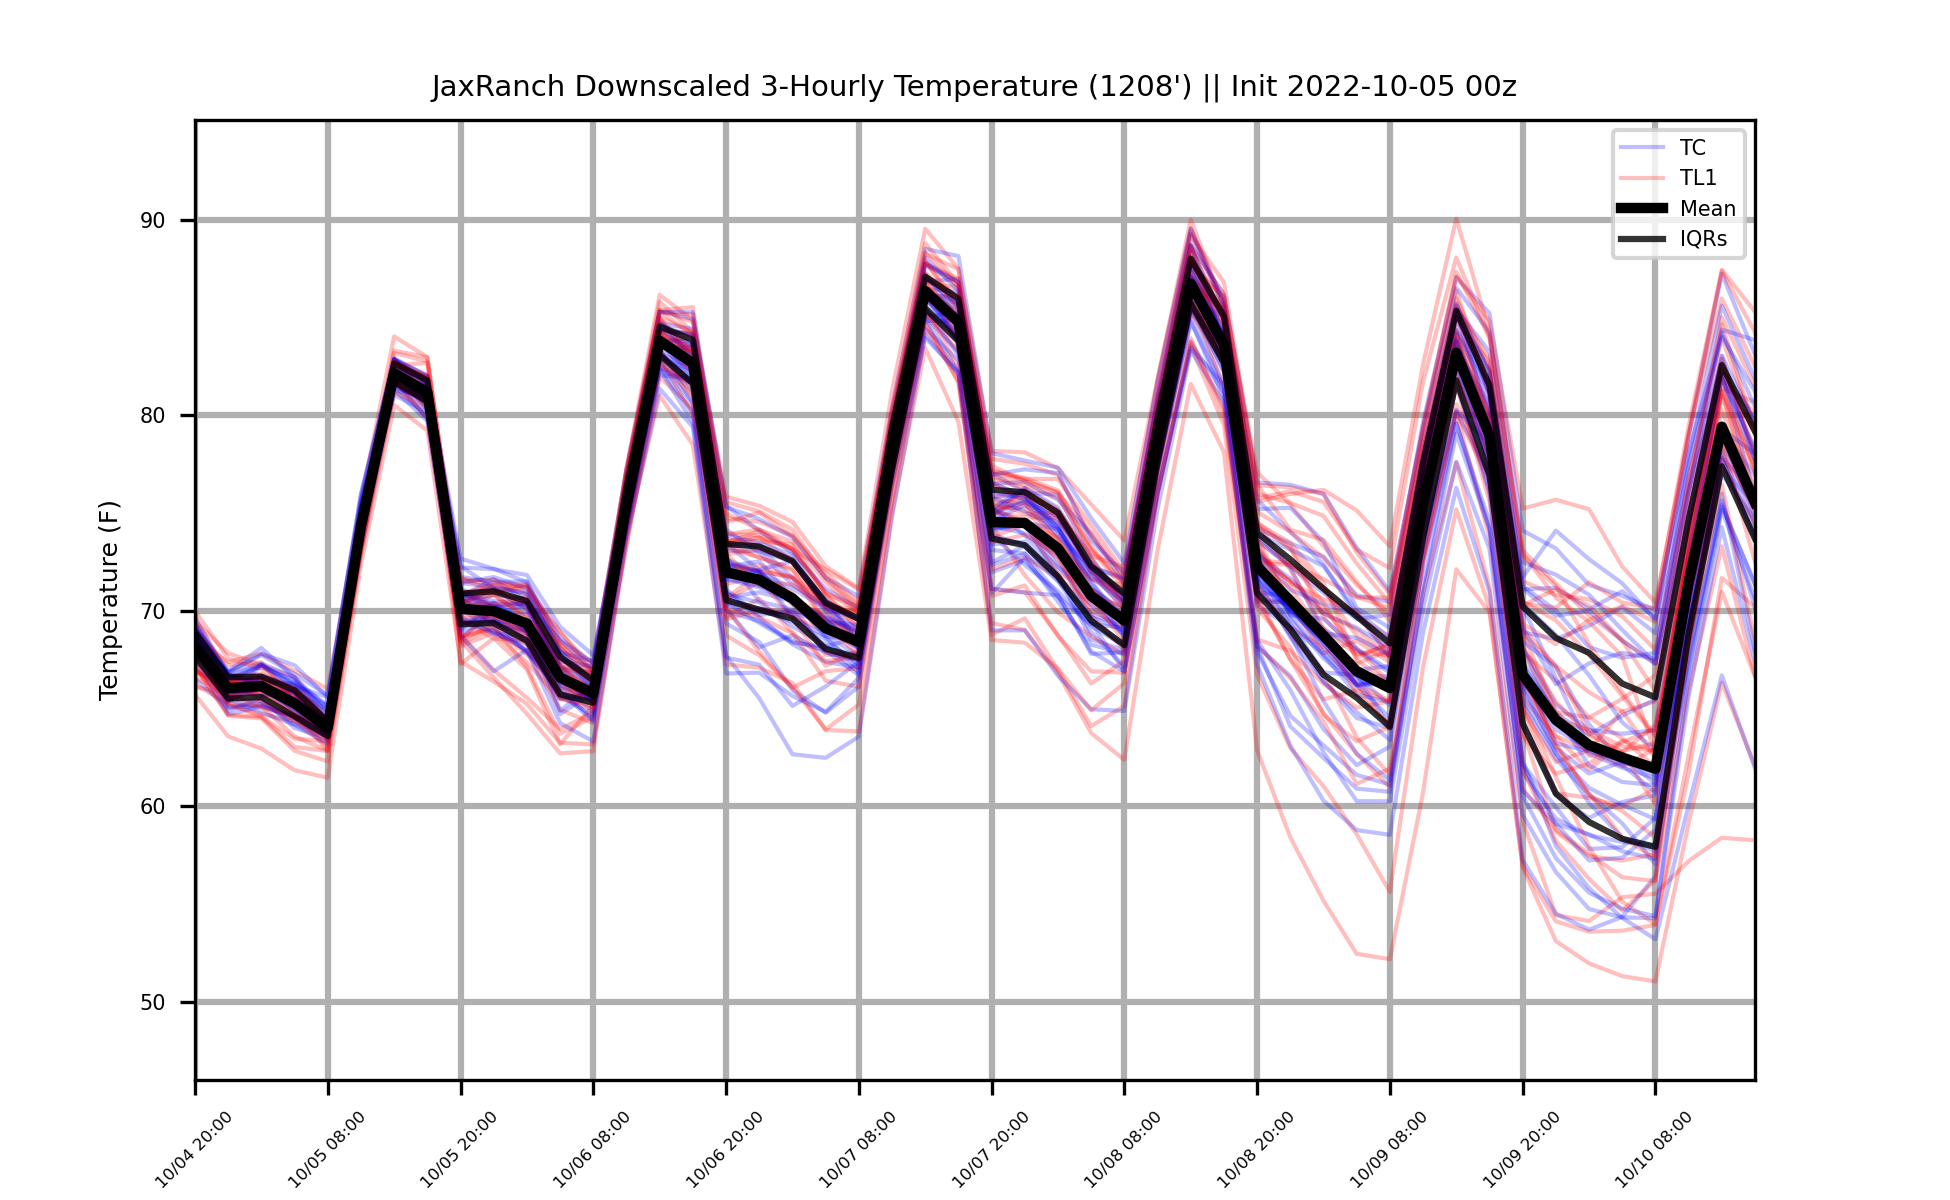 JaxRanch Downscaled 3-Hourly Temperature (1208') || Init 2022-10-05 00z
TC
TL1
Mean
IQRs
Temperature (F)
90
80
70
60
50
10/04 20:00
10/05 08:00
10/05 20:00
10/06 08:00
10/06 20:00
10/07 08:00
10/07 20:00
10/08 08:00
10/08 20:00
10/09 08:00
10/09 20:00
10/10 08:00